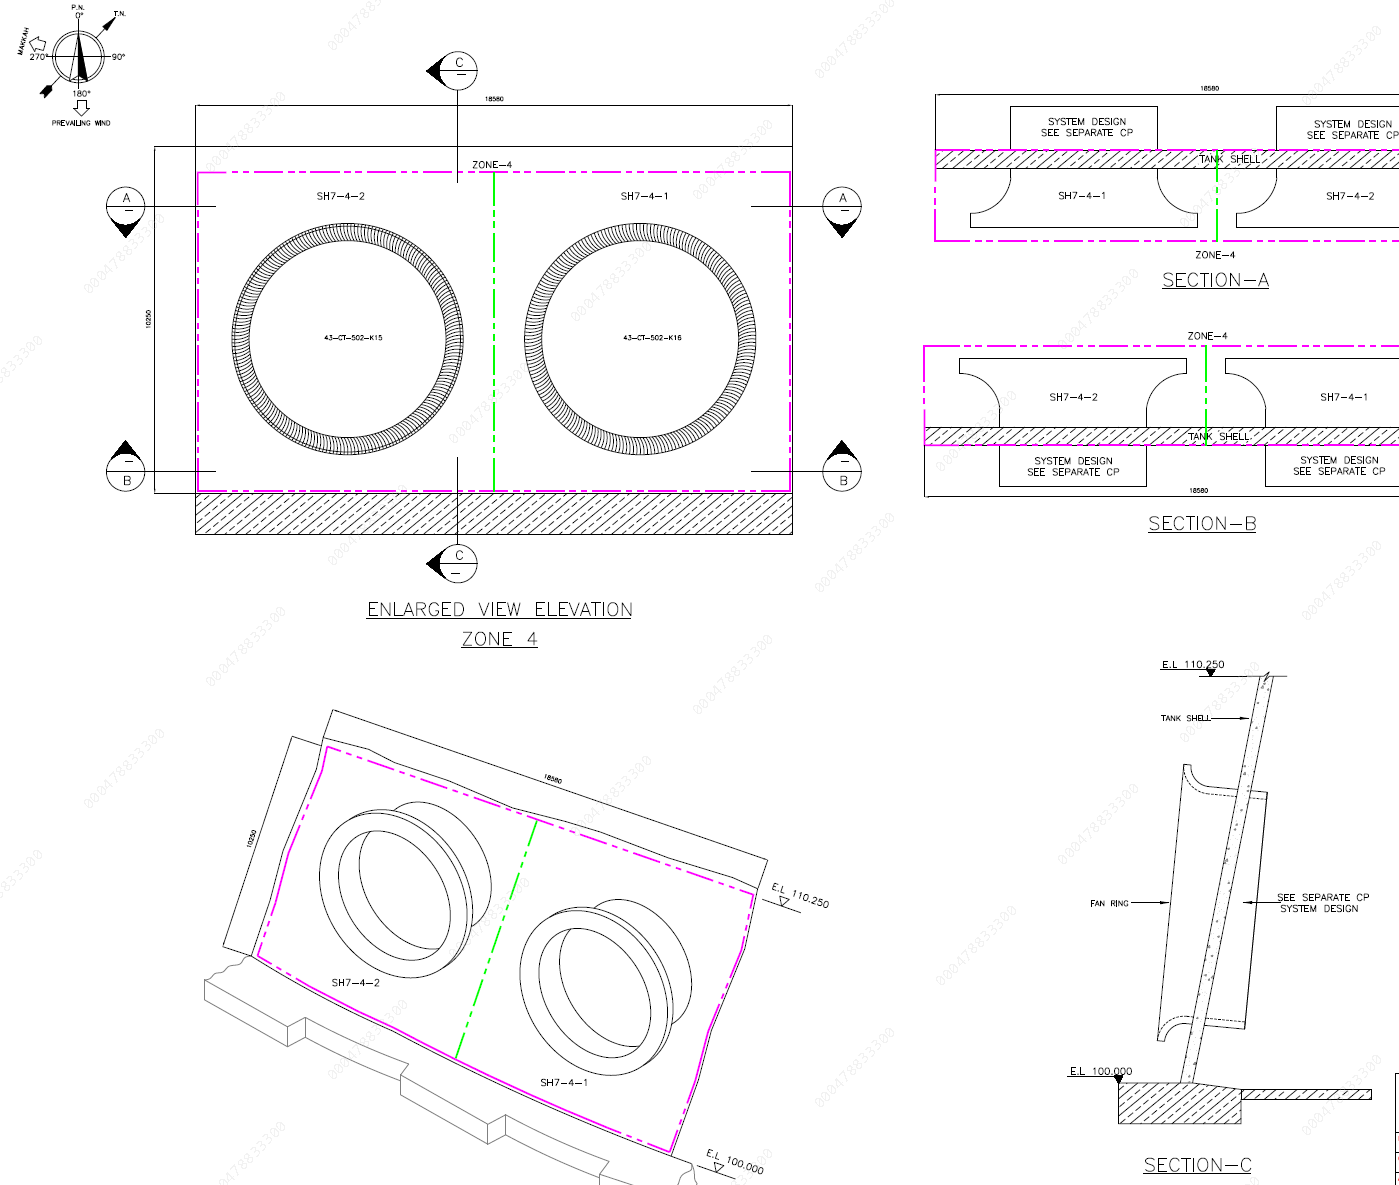 P.N.
0°
T.N.
MAKKAH
270°
90°
180°
PREVAILING WIND
C
18580
ZONE-4
SH7-4-2
SH7-4-1
A
A
10250
43-CT-502-K15
43-CT-502-K16
B
B
C
ENLARGED VIEW ELEVATION
ZONE 4
18580
SYSTEM DESIGN
SEE SEPARATE CP
SYSTEM DESIGN
SEE SEPARATE CP
TANK SHELL
SH7-4-1
SH7-4-2
ZONE-4
SECTION-A
ZONE-4
SH7-4-2
SH7-4-1
TANK SHELL
SYSTEM DESIGN
SEE SEPARATE CP
SYSTEM DESIGN
SEE SEPARATE CP
18580
SECTION-B
18580
10250
E.L 110.250
SH7-4-2
SH7-4-1
E.L 100.000
E.L 110.250
TANK SHELL
FAN RING
SEE SEPARATE CP
SYSTEM DESIGN
E.L 100.000
SECTION-C
000478833300